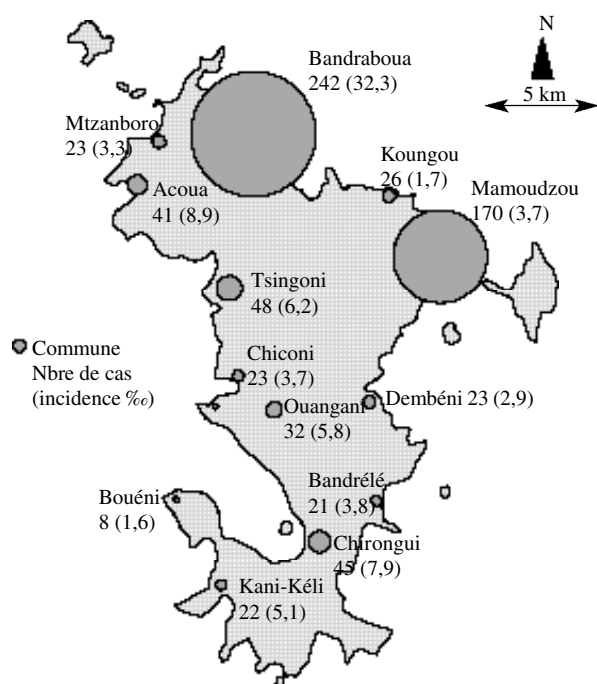 N
5 km
Bandraboua
242 (32,3)
Mtzanboro
23 (3,3)
Koungou
26 (1,7)
Mamoudzou
170 (3,7)
Acoua
41 (8,9)
Tsingoni
48 (6,2)
Commune
Nbre de cas
(incidence ‰)
Chiconi
23 (3,7)
Ouangani
32 (5,8)
Dembéni 23 (2,9)
Bandrélé
21 (3,8)
Bouéni
8 (1,6)
Chirongui
45 (7,9)
Kani-Kéli
22 (5,1)